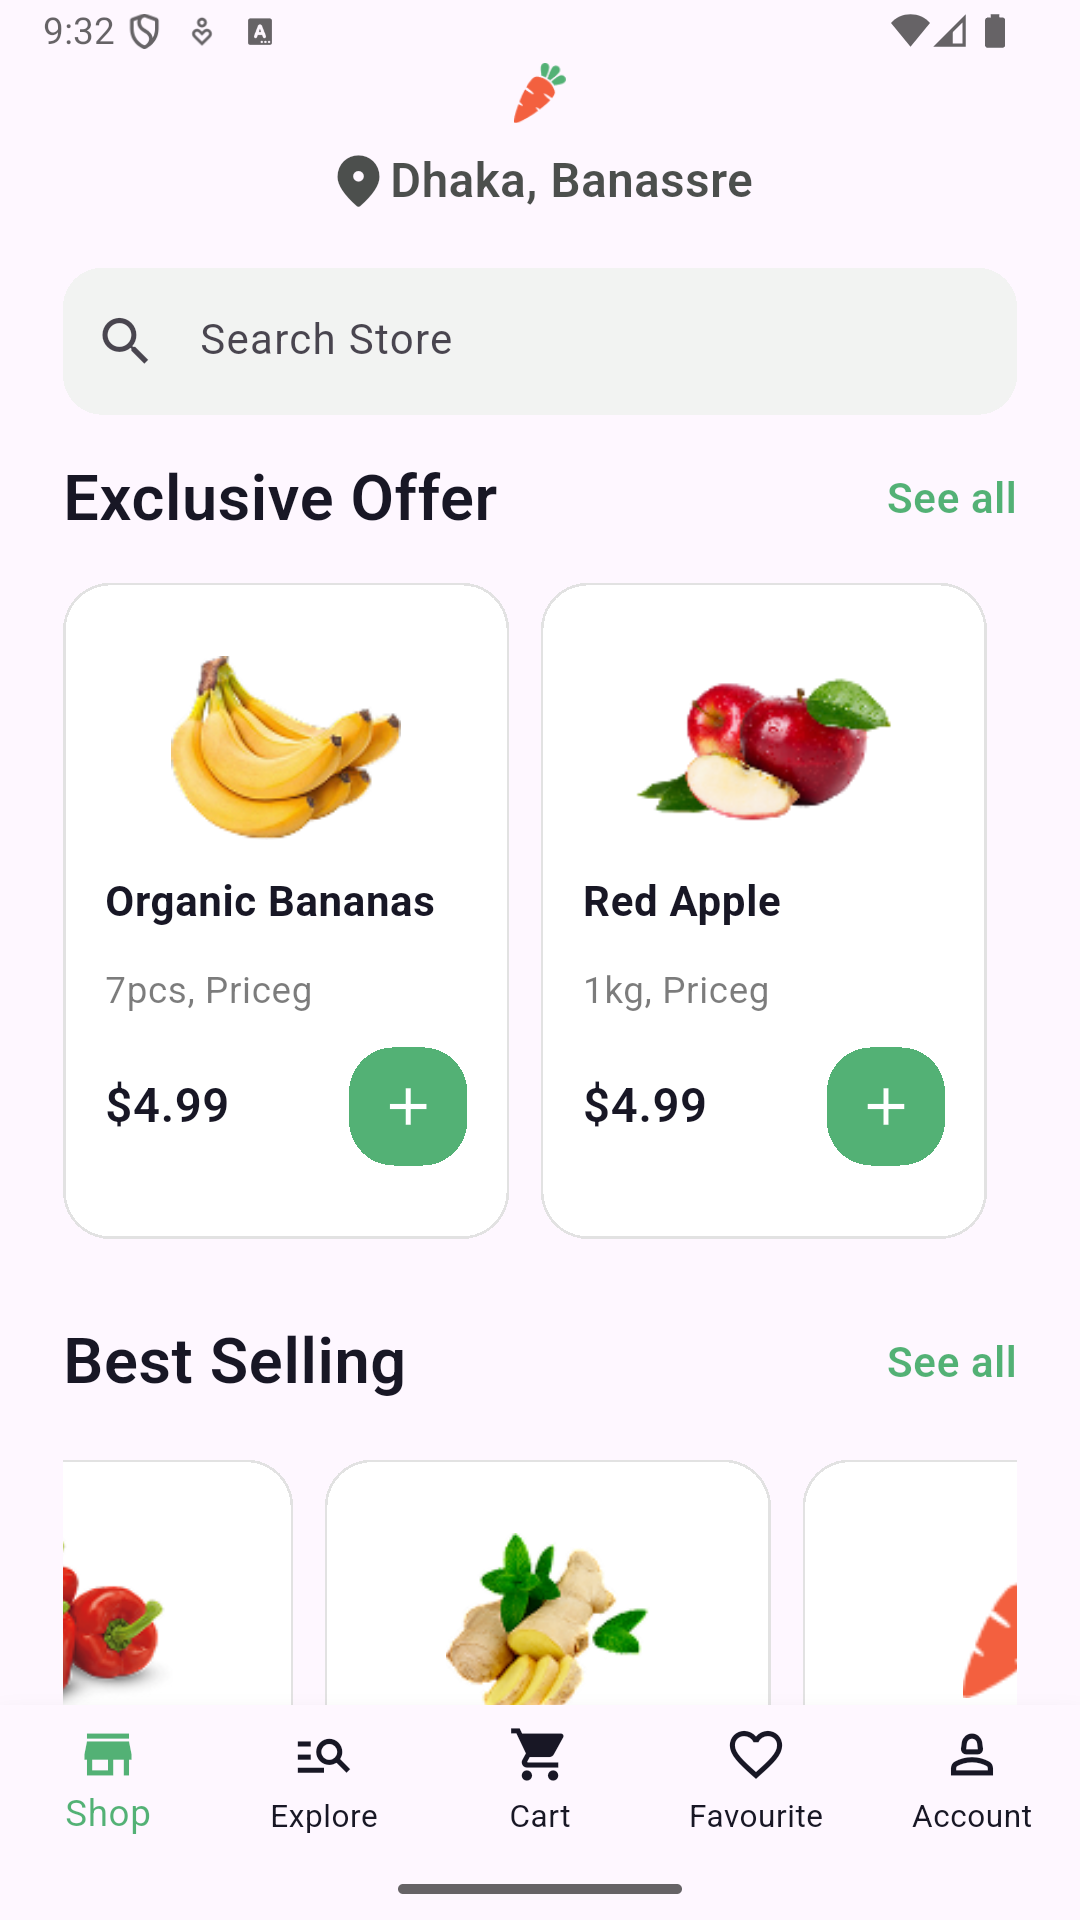 9:32
Dhaka, Banassre
Search Store
Exclusive Offer
See all
Organic Bananas
Red Apple
7pcs, Priceg
1kg, Priceg
$4.99
$4.99
Best Selling
See all
Shop
Explore
Cart
Favourite
Account